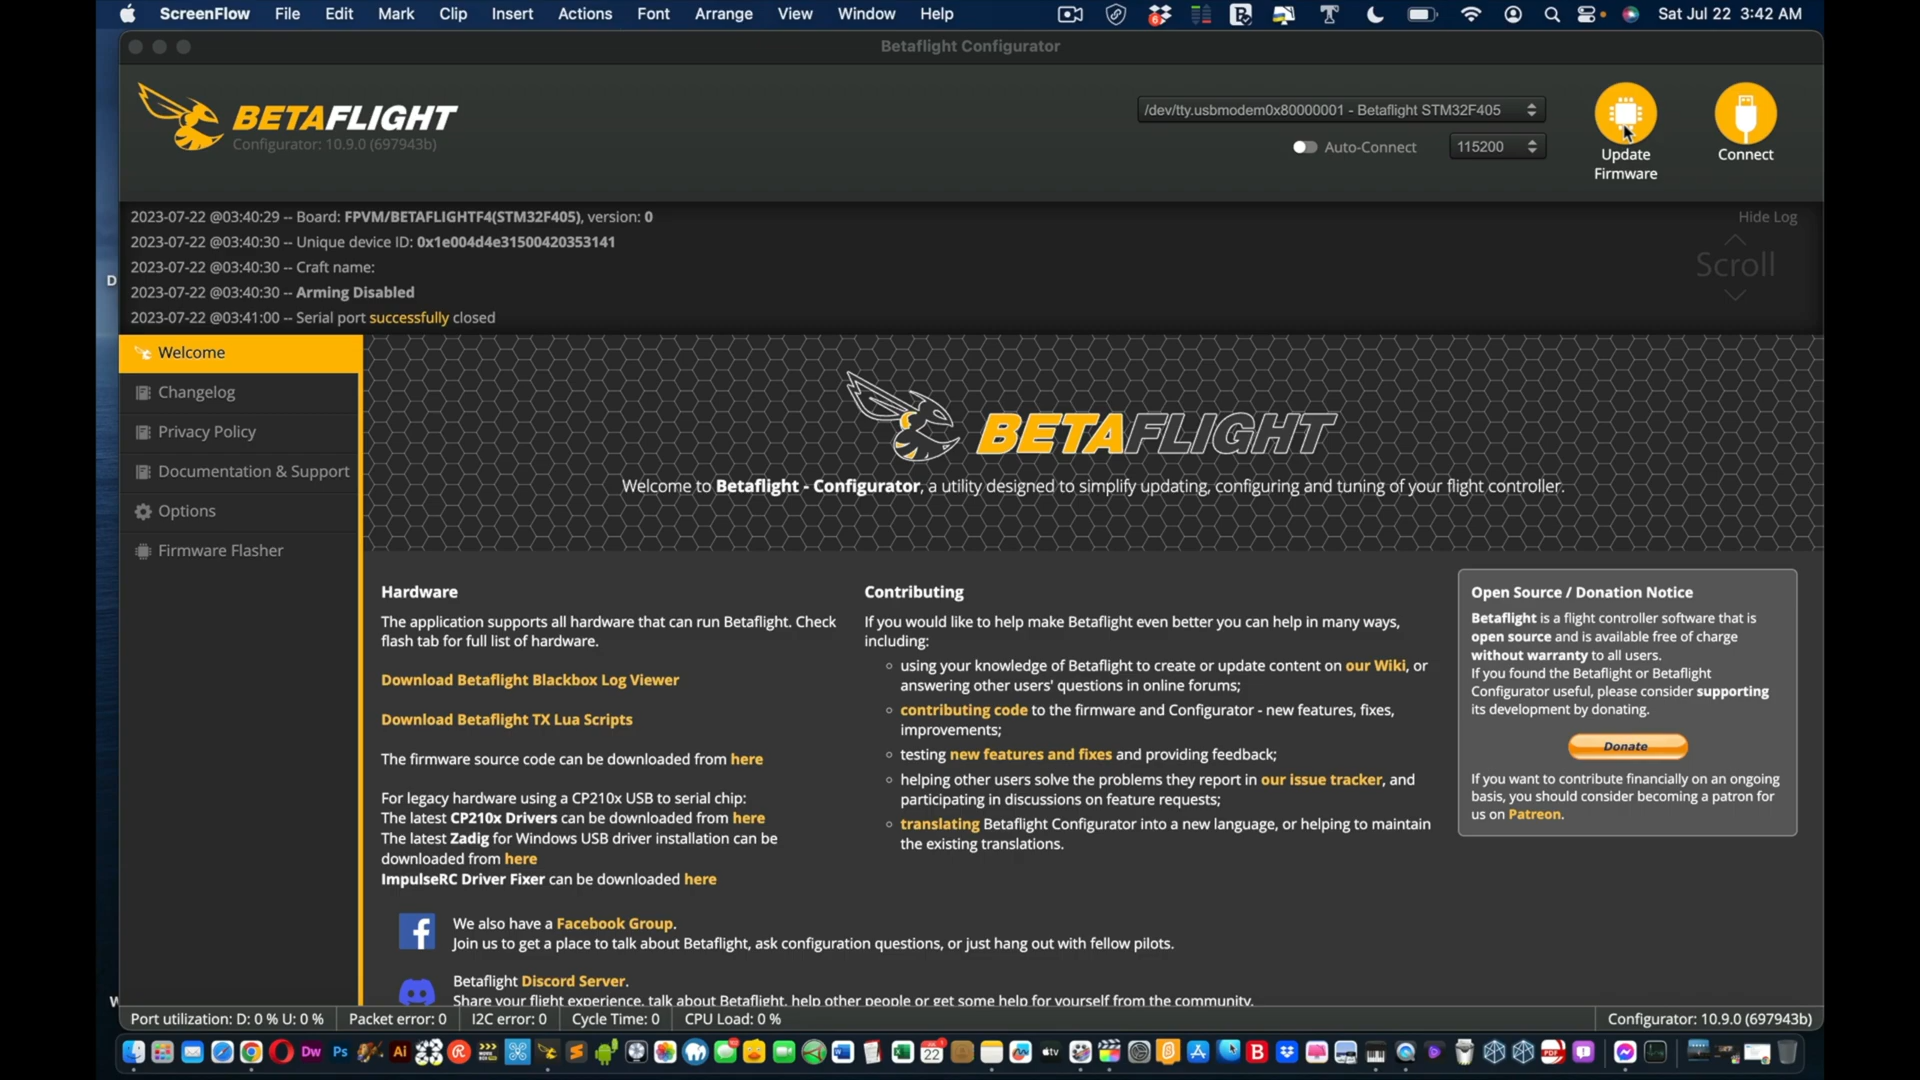 ScreenFlow File Edit Mark Clip Insert Actions Font Arrange View Window Help Sat Jul 22 3:42 AM
Betaflight Configurator
BETAFLIGHT
Configurator: 10.9.0 (697943b)
/dev/tty.usbmodem0x80000001 - Betaflight STM32F405
Auto-Connect
115200
Update
Firmware
Connect
2023-07-22 @03:40:29 -- Board: FPVM/BETAFLIGHTF4(STM32F405), version: 0
Hide Log
2023-07-22 @03:40:30 -- Unique device ID: 0x1e004d4e31500420353141
2023-07-22 @03:40:30 -- Craft name:
2023-07-22 @03:40:30 -- Arming Disabled
2023-07-22 @03:41:00 -- Serial port successfully closed
Scroll
D
Welcome
Changelog
Privacy Policy
Documentation & Support
Options
Firmware Flasher
BETAFLIGHT
Welcome to Betaflight - Configurator, a utility designed to simplify updating, configuring and tuning of your flight controller.
Hardware
The application supports all hardware that can run Betaflight. Check
flash tab for full list of hardware.
Download Betaflight Blackbox Log Viewer
Download Betaflight TX Lua Scripts
The firmware source code can be downloaded from here
For legacy hardware using a CP210x USB to serial chip:
The latest CP210x Drivers can be downloaded from here
The latest Zadig for Windows USB driver installation can be
downloaded from here
ImpulseRC Driver Fixer can be downloaded here
Contributing
If you would like to help make Betaflight even better you can help in many ways,
including:
using your knowledge of Betaflight to create or update content on our Wiki, or
answering other users' questions in online forums;
contributing code to the firmware and Configurator - new features, fixes,
improvements;
testing new features and fixes and providing feedback;
helping other users solve the problems they report in our issue tracker, and
participating in discussions on feature requests;
translating Betaflight Configurator into a new language, or helping to maintain
the existing translations.
Open Source / Donation Notice
Betaflight is a flight controller software that is
open source and is available free of charge
without warranty to all users.
If you found the Betaflight or Betaflight
Configurator useful, please consider supporting
its development by donating.
Donate
If you want to contribute financially on an ongoing
basis, you should consider becoming a patron for
us on Patreon.
We also have a Facebook Group.
Join us to get a place to talk about Betaflight, ask configuration questions, or just hang out with fellow pilots.
Betaflight Discord Server.
Share your flight experience, talk about Betaflight, help other people or get some help for yourself from the community.
Port utilization: D: 0 % U: 0 % Packet error: 0 I2C error: 0 Cycle Time: 0 CPU Load: 0 %
Configurator: 10.9.0 (697943b)
Dw Ps Ai 22 tv